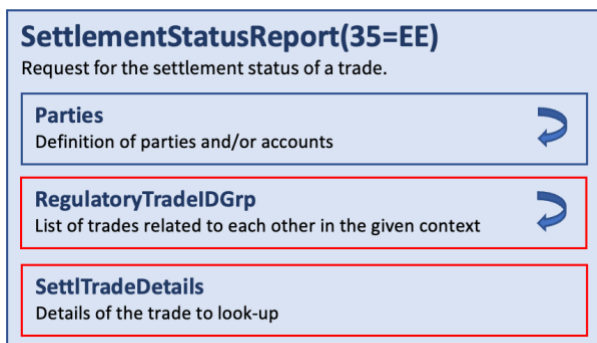 SettlementStatusReport(35=EE)
Request for the settlement status of a trade.
Parties
Definition of parties and/or accounts
RegulatoryTradeIDGrp
List of trades related to each other in the given context
SettlTradeDetails
Details of the trade to look-up